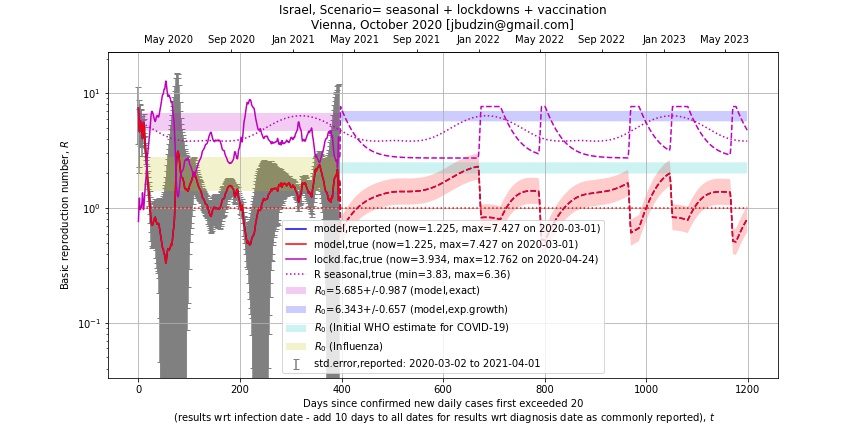 Israel, Scenario= seasonal + lockdowns + vaccination
Vienna, October 2020 [jbudzin@gmail.com]
May 2020 Sep 2020 Jan 2021 May 2021 Sep 2021 Jan 2022 May 2022 Sep 2022 Jan 2023 May 2023
Basic reproduction number, R
10¹
10⁰
10⁻¹
model,reported (now=1.225, max=7.427 on 2020-03-01)
model,true (now=1.225, max=7.427 on 2020-03-01)
lockd.fac,true (now=3.934, max=12.762 on 2020-04-24)
R seasonal,true (min=3.83, max=6.36)
R₀=5.685+/-0.987 (model,exact)
R₀=6.343+/-0.657 (model,exp.growth)
R₀ (Initial WHO estimate for COVID-19)
R₀ (Influenza)
std.error,reported: 2020-03-02 to 2021-04-01
0 200 400 600 800 1000 1200
Days since confirmed new daily cases first exceeded 20
(results wrt infection date - add 10 days to all dates for results wrt diagnosis date as commonly reported), t